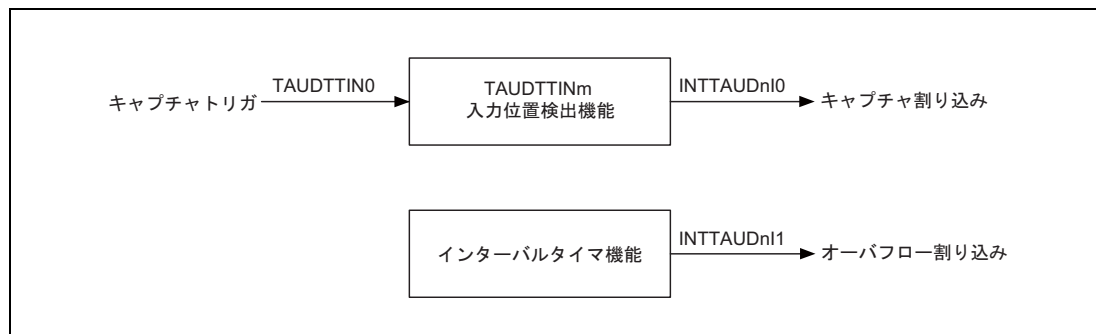 キャプチャトリガ
TAUDTTIN0
TAUDTTINm
入力位置検出機能
INTTAUDnI0
キャプチャ割り込み
インターバルタイマ機能
INTTAUDnI1
オーバフロー割り込み